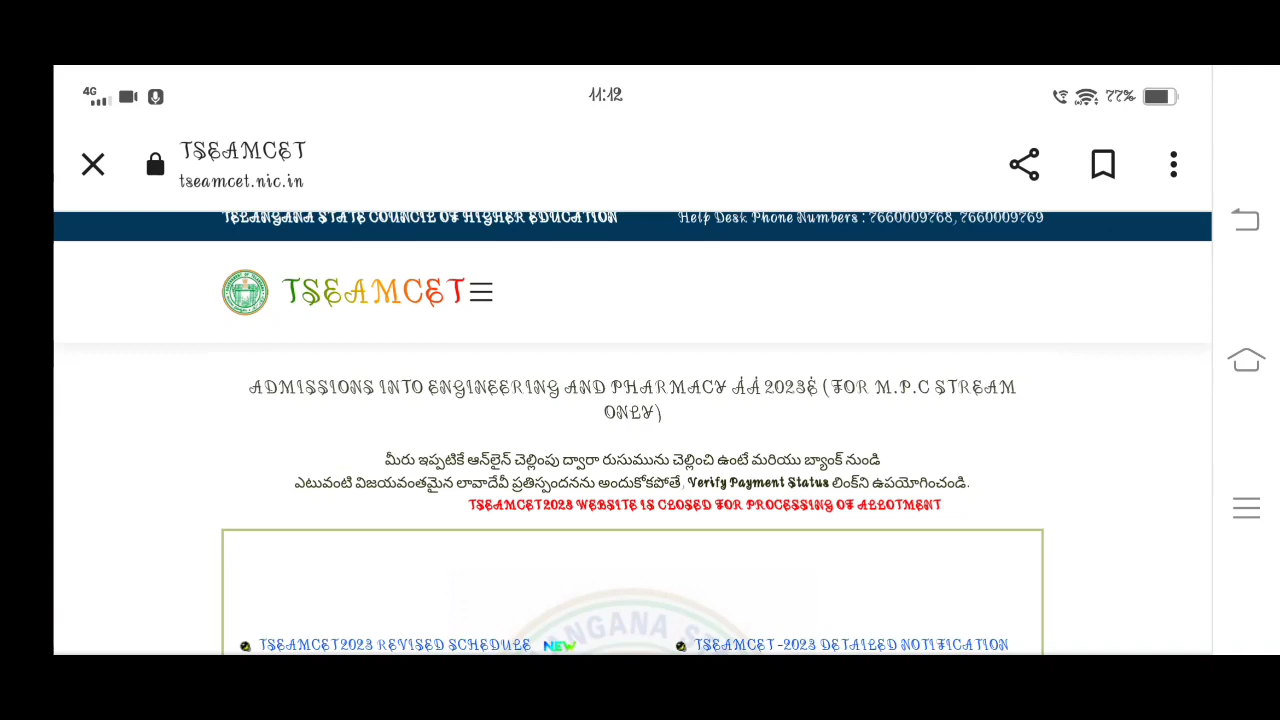 4G
11:12
77%
TSEAMCET
tseamcet.nic.in
TELANGANA STATE COUNCIL OF HIGHER EDUCATION
Help Desk Phone Numbers : 7660009768, 7660009769
TSEAMCET
ADMISSIONS INTO ENGINEERING AND PHARMACY ÂÂ 2023Ê ( FOR M.P.C STREAM
ONLY)
మీరు ఇప్పటికే ఆన్‌లైన్ చెల్లింపు ద్వారా రుసుమును చెల్లించి ఉంటే మరియు బ్యాంక్ నుండి
ఎటువంటి విజయవంతమైన లావాదేవీ ప్రతిస్పందనను అందుకోకపోతే, Verify Payment Status లింక్‌ని ఉపయోగించండి.
TSEAMCET2023 WEBSITE IS CLOSED FOR PROCESSING OF ALLOTMENT
NGANA S
TSEAMCET2023 REVISED SCHEDULE NEW
TSEAMCET -2023 DETAILED NOTIFICATION